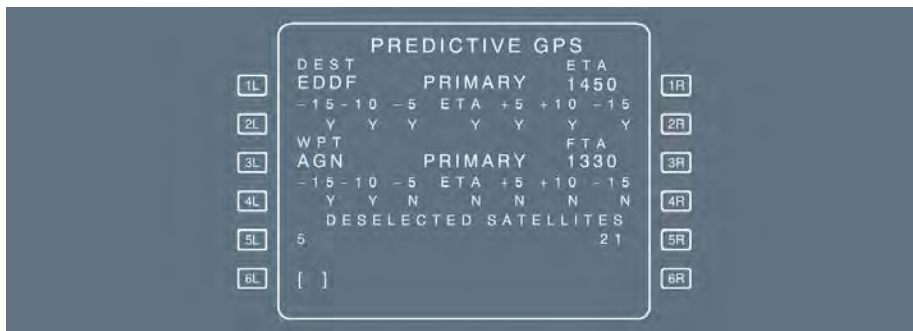 PREDICTIVE GPS
DEST ETA
1L EDDF PRIMARY 1450 1R
-15-10 -5 ETA +5 +10 -15
2L Y Y Y Y Y Y Y 2R
WPT FTA
3L AGN PRIMARY 1330 3R
-15-10 -5 ETA +5 +10 -15
4L Y Y N N N N N 4R
DESELECTED SATELLITES
5L 5 21 5R
6L [ ] 6R